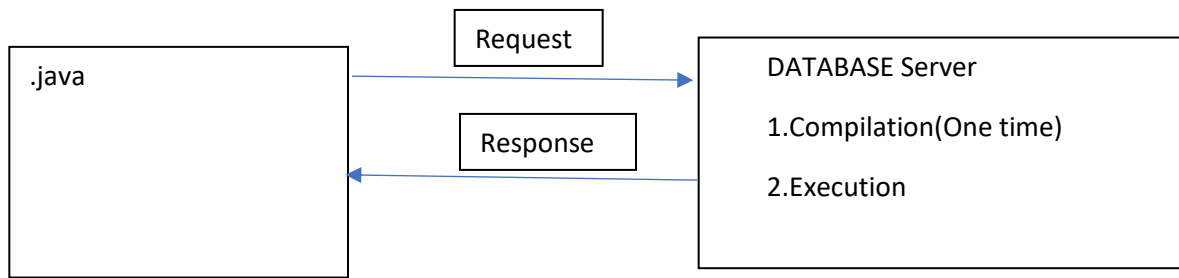 Request
.java
DATABASE Server
1.Compilation(One time)
Response
2.Execution